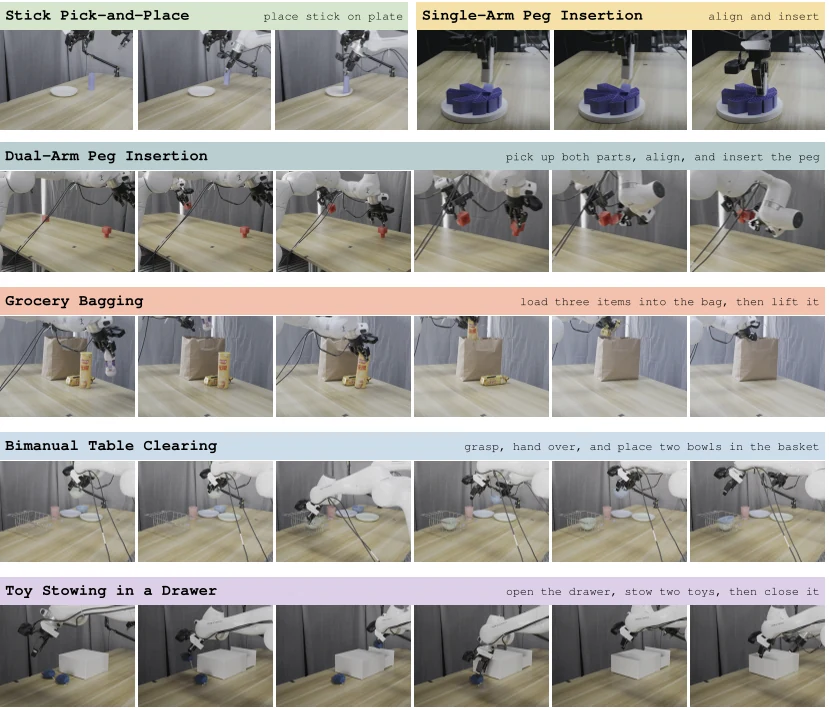 Stick Pick-and-Place
place stick on plate
Single-Arm Peg Insertion
align and insert
Dual-Arm Peg Insertion
pick up both parts, align, and insert the peg
Grocery Bagging
load three items into the bag, then lift it
Bimanual Table Clearing
grasp, hand over, and place two bowls in the basket
Toy Stowing in a Drawer
open the drawer, stow two toys, then close it